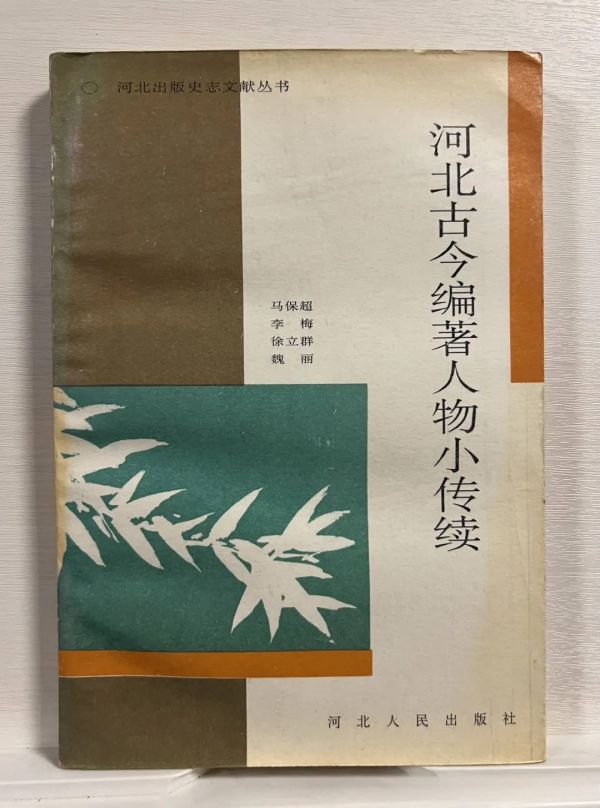 河北出版史志文献丛书
河北古今编著人物小传续
马保超
李梅
徐立群
魏丽
河北人民出版社